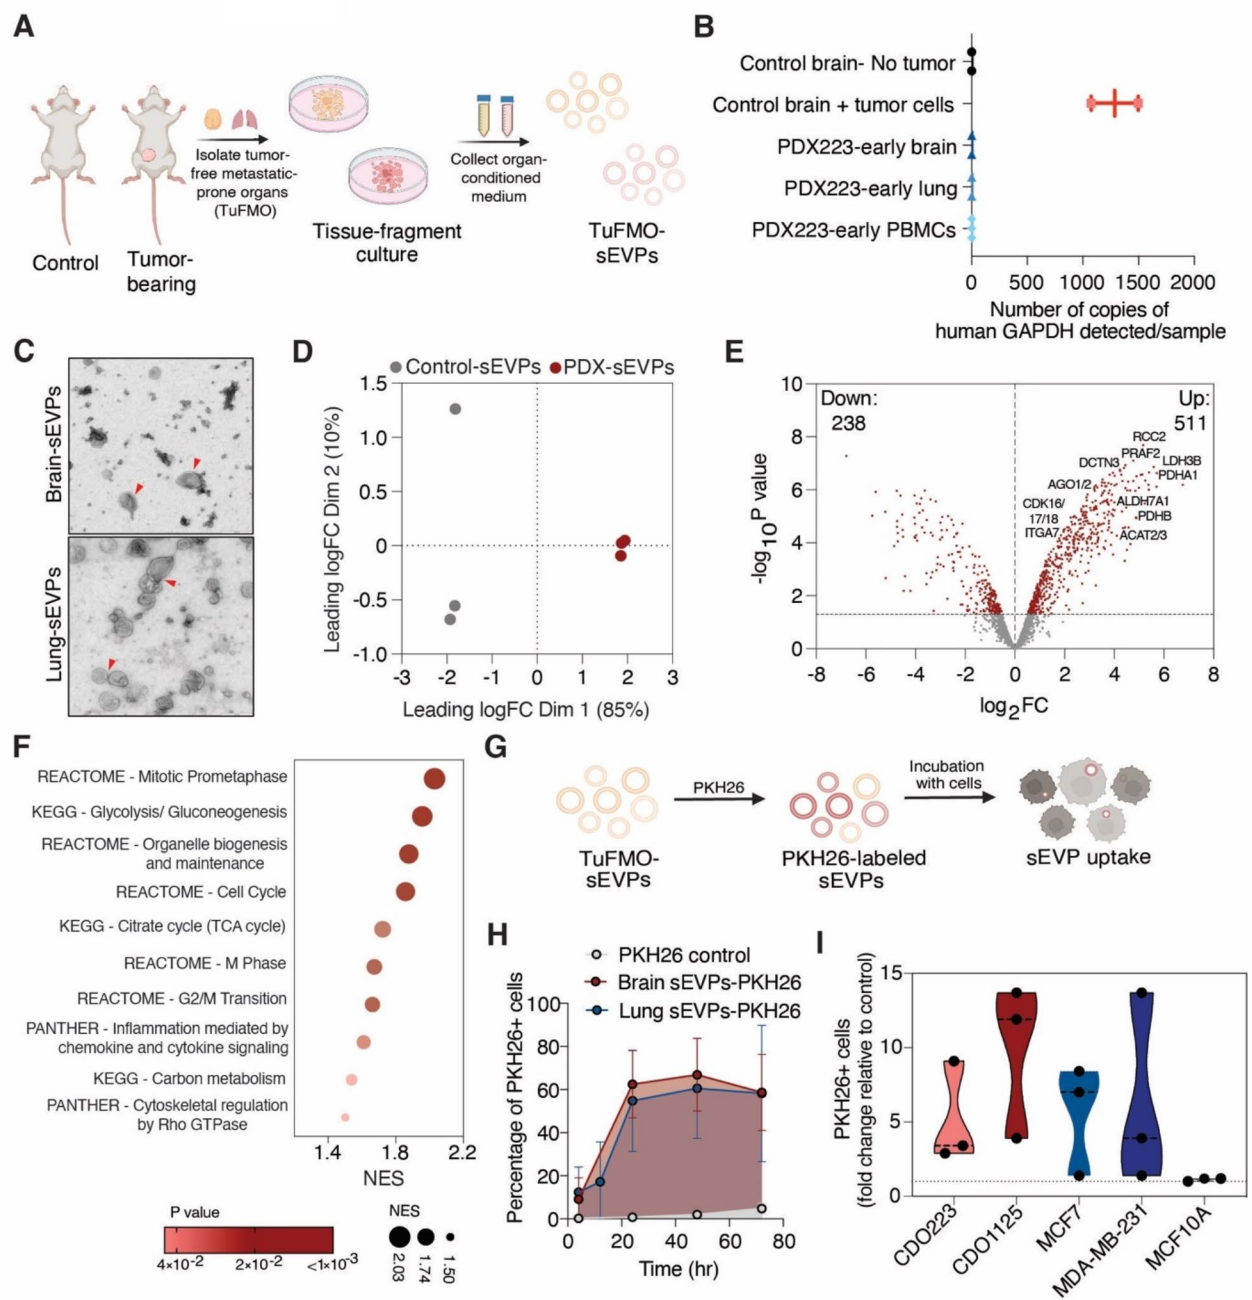 A
Control
Tumor-
bearing
Isolate tumor-
free metastatic-
prone organs
(TuFMO)
Tissue-fragment
culture
Collect organ-
conditioned
medium
TuFMO-
sEVPs
B
Control brain- No tumor
Control brain + tumor cells
PDX223-early brain
PDX223-early lung
PDX223-early PBMCs
0 500 1000 1500 2000
Number of copies of
human GAPDH detected/sample
C
Brain-sEVPs
Lung-sEVPs
D
Control-sEVPs PDX-sEVPs
Leading logFC Dim 2 (10%)
1.5
1.0
0.5
0
-0.5
-1.0
-3 -2 -1 0 1 2 3
Leading logFC Dim 1 (85%)
E
-log10P value
10
8
6
4
2
0
Down:
238
Up:
511
RCC2
PRAF2
DCTN3
LDH3B
PDHA1
AGO1/2
CDK16/
17/18
ITGA7
ALDH7A1
PDHB
ACAT2/3
-8 -6 -4 -2 0 2 4 6 8
log2FC
F
REACTOME - Mitotic Prometaphase
KEGG - Glycolysis/ Gluconeogenesis
REACTOME - Organelle biogenesis
and maintenance
REACTOME - Cell Cycle
KEGG - Citrate cycle (TCA cycle)
REACTOME - M Phase
REACTOME - G2/M Transition
PANTHER - Inflammation mediated by
chemokine and cytokine signaling
KEGG - Carbon metabolism
PANTHER - Cytoskeletal regulation
by Rho GTPase
1.4 1.8 2.2
NES
P value
4×10-2 2×10-2 <1×10-3
NES
2.03 1.74 1.50
G
TuFMO-
sEVPs
PKH26
PKH26-labeled
sEVPs
Incubation
with cells
sEVP uptake
H
PKH26 control
Brain sEVPs-PKH26
Lung sEVPs-PKH26
Percentage of PKH26+ cells
100
80
60
40
20
0
0 20 40 60 80
Time (hr)
I
PKH26+ cells
(fold change relative to control)
15
10
5
0
CDO223
CDO1125
MCF7
MDA-MB-231
MCF10A